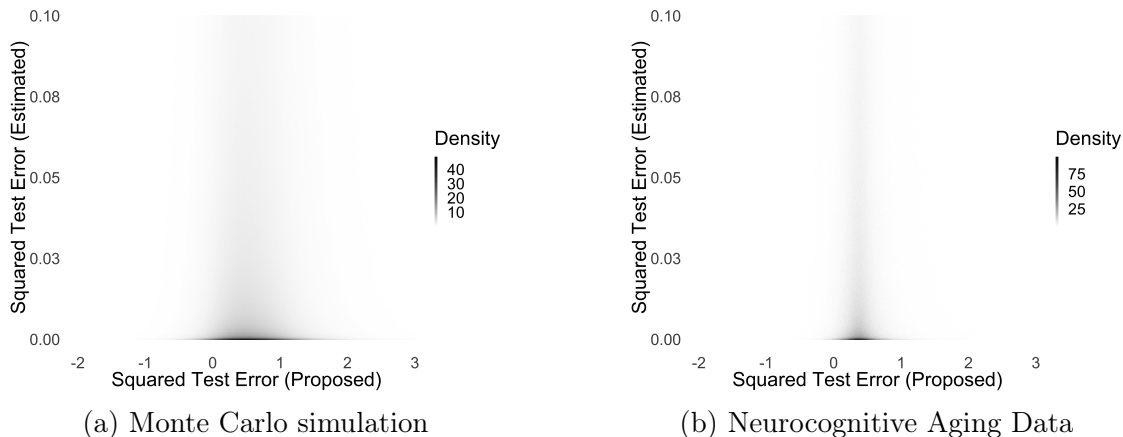 0.10
0.08
0.05
0.03
0.00
Squared Test Error (Estimated)
-2 -1 0 1 2 3
Squared Test Error (Proposed)
Density
40
30
20
10
(a) Monte Carlo simulation
0.10
0.08
0.05
0.03
0.00
Squared Test Error (Estimated)
-2 -1 0 1 2 3
Squared Test Error (Proposed)
Density
75
50
25
(b) Neurocognitive Aging Data